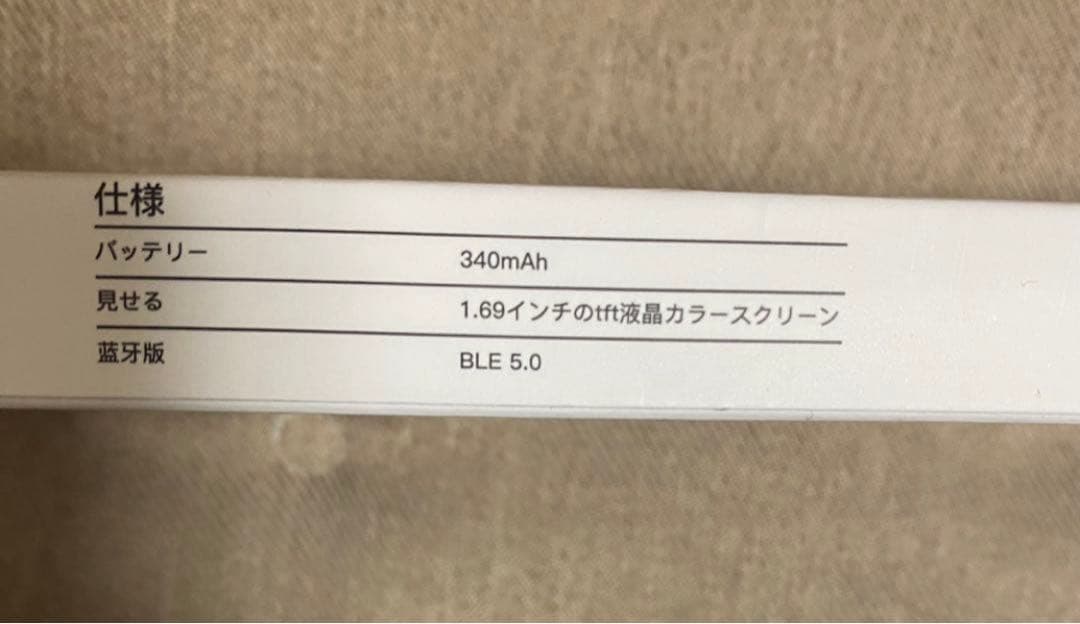 仕様
バッテリー 340mAh
見せる 1.69インチのtft液晶カラースクリーン
蓝牙版 BLE 5.0